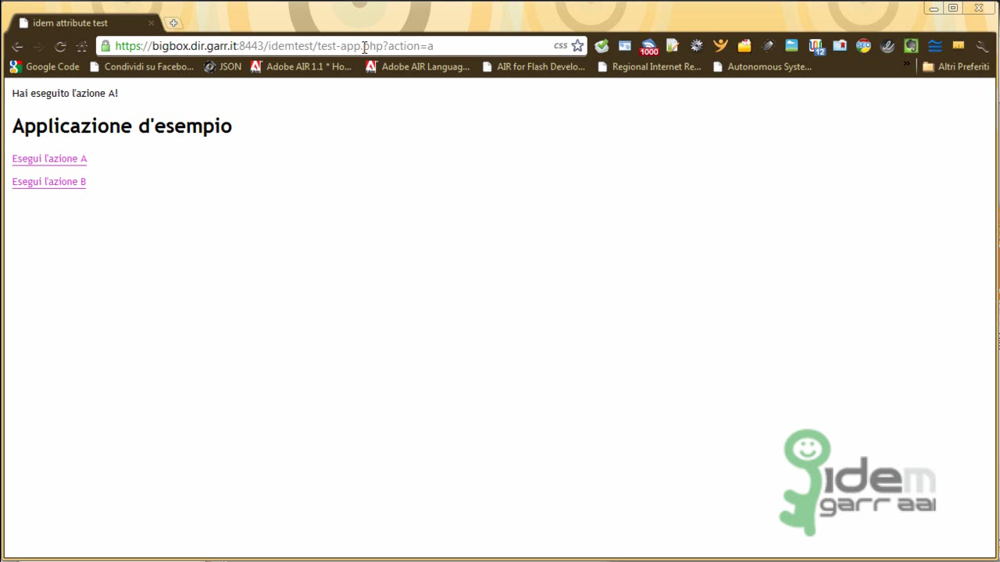 idem attribute test
https://bigbox.dir.garr.it:8443/idemtest/test-app.php?action=a
css
1000
12
SEO
Google Code
Condividi su Facebo...
JSON
Adobe AIR 1.1 * Ho...
Adobe AIR Languag...
AIR for Flash Develo...
Regional Internet Re...
Autonomous Syste...
»
Altri Preferiti
Hai eseguito l'azione A!
Applicazione d'esempio
Esegui l'azione A
Esegui l'azione B
idem
garr aai